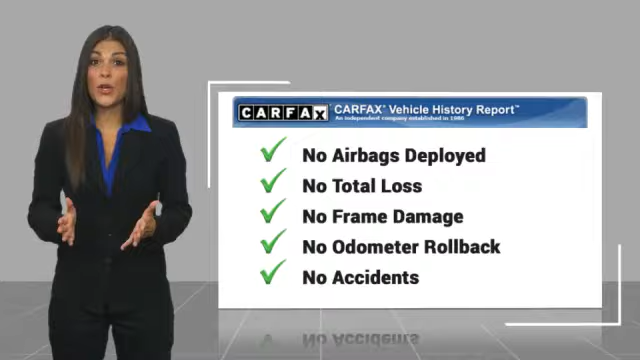 CARFAX CARFAX® Vehicle History Report™
An independent company established in 1986
No Airbags Deployed
No Total Loss
No Frame Damage
No Odometer Rollback
No Accidents